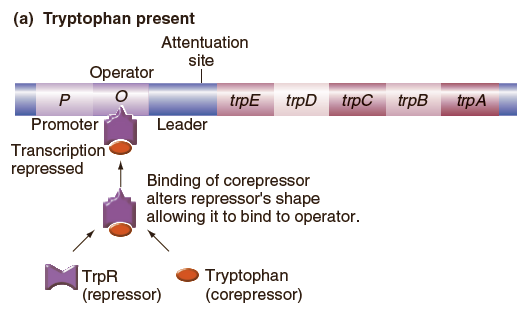 (a) Tryptophan present
Attentuation
site
Operator
P
O
trpE
trpD
trpC
trpB
trpA
Promoter
Leader
Transcription
repressed
Binding of corepressor
alters repressor's shape
allowing it to bind to operator.
TrpR
(repressor)
Tryptophan
(corepressor)